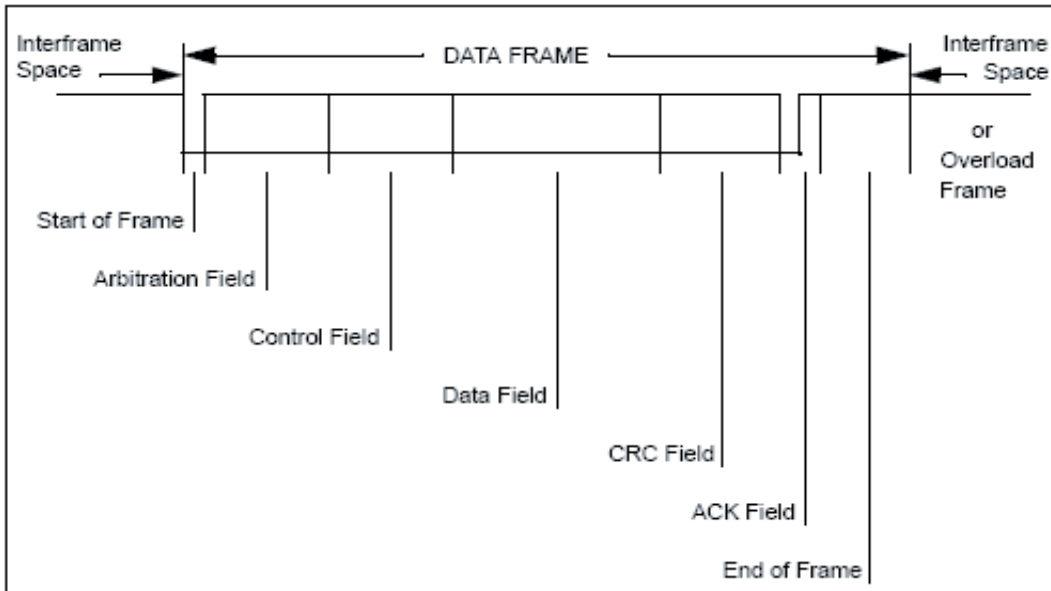 Interframe
Space
DATA FRAME
Interframe
Space
or
Overload
Frame
Start of Frame
Arbitration Field
Control Field
Data Field
CRC Field
ACK Field
End of Frame